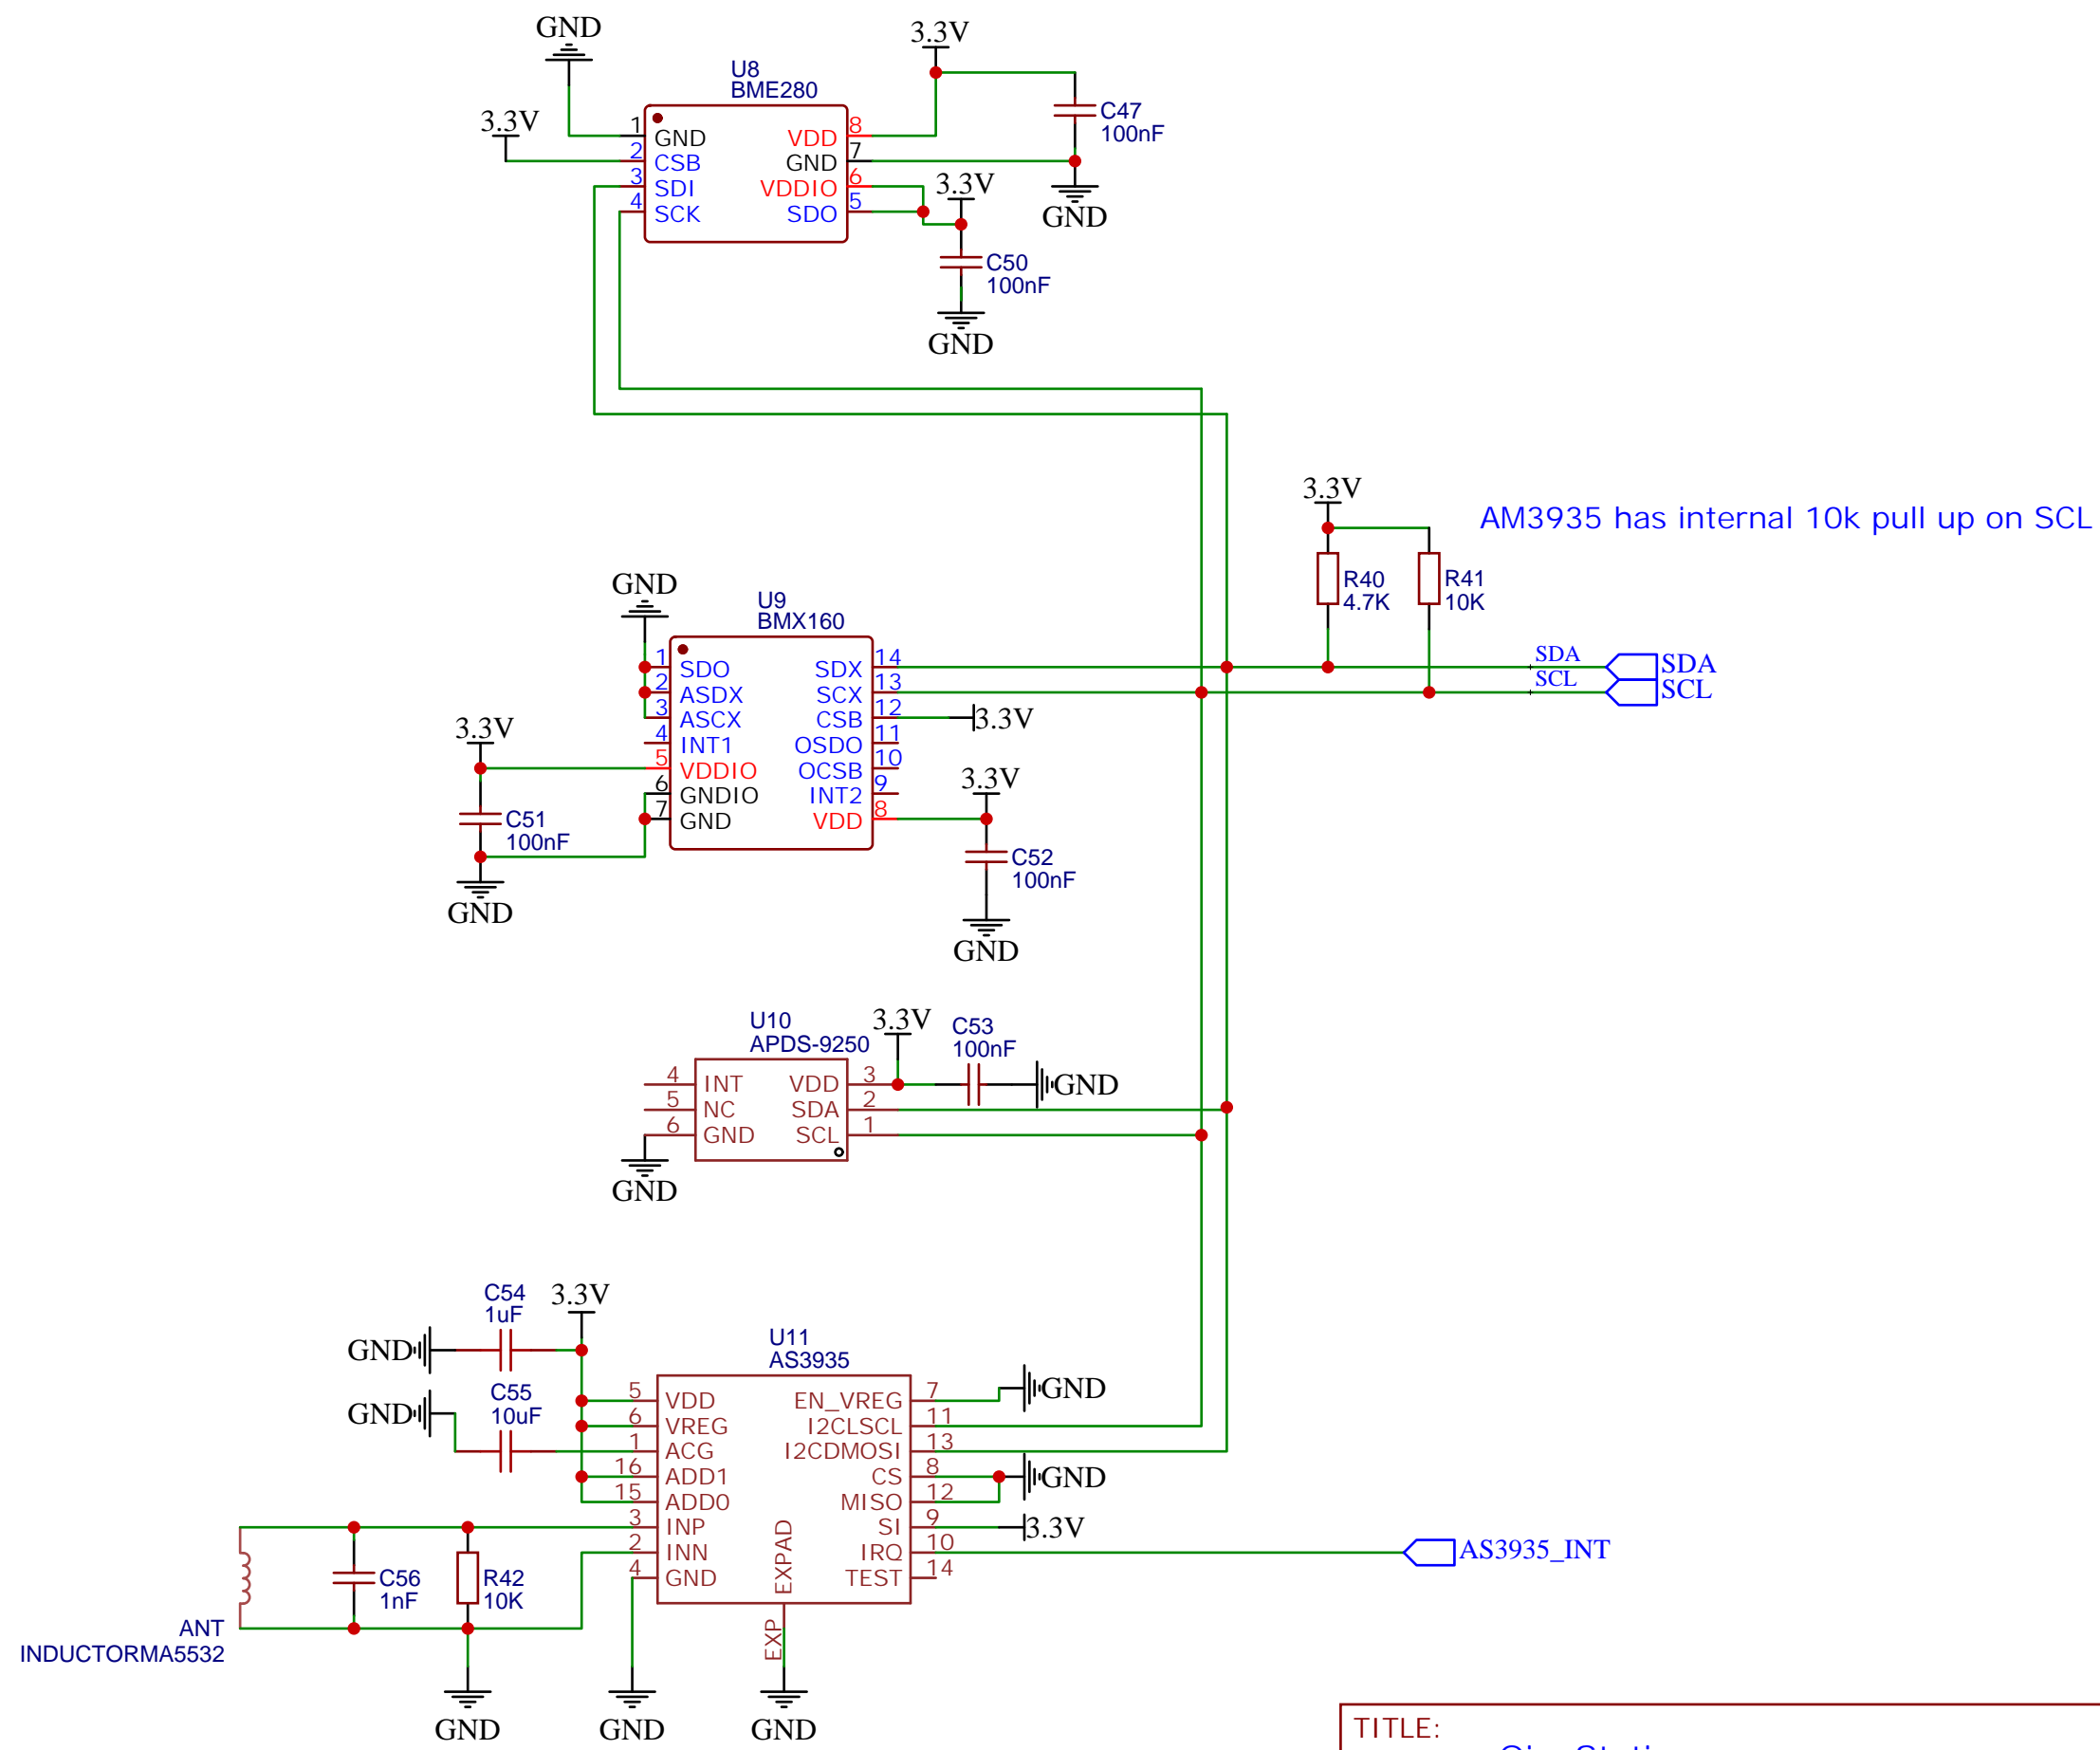 GND
3.3V
U8
BME280
C47
100nF
3.3V
1
GND
VDD
8
2
CSB
GND
7
3
SDI
VDDIO
6
4
SCK
SDO
5
3.3V
GND
C50
100nF
GND
3.3V
AM3935 has internal 10k pull up on SCL
R40
4.7K
R41
10K
GND
U9
BMX160
1
SDO
SDX
14
2
ASDX
SCX
13
3
ASCX
CSB
12
4
INT1
OSDO
11
5
VDDIO
OCSB
10
6
GNDIO
INT2
9
7
GND
VDD
8
SDA
SDA
SCL
SCL
3.3V
3.3V
3.3V
C51
100nF
GND
C52
100nF
GND
U10
APDS-9250
3.3V
C53
100nF
GND
4
INT
VDD
3
5
NC
SDA
2
6
GND
SCL
1
GND
C54
1uF
3.3V
GND
U11
AS3935
C55
10uF
GND
5
VDD
EN_VREG
7
GND
6
VREG
I2CLSCL
11
1
ACG
I2CDMOSI
13
16
ADD1
CS
8
GND
15
ADD0
MISO
12
3
INP
SI
9
3.3V
2
INN
IRQ
10
AS3935_INT
4
GND
TEST
14
EXPAD
EXP
C56
1nF
R42
10K
ANT
INDUCTORMA5532
GND
GND
GND
TITLE: